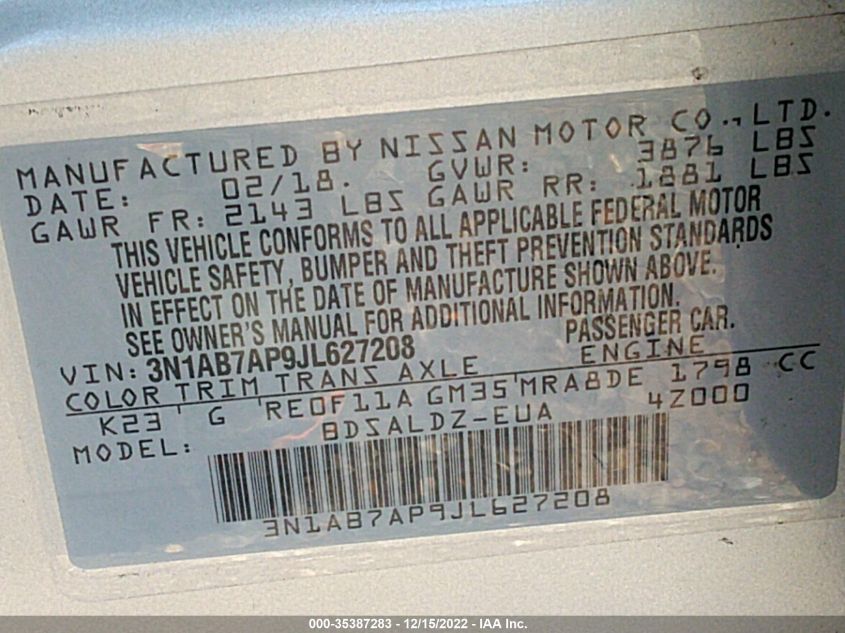 MANUFACTURED BY NISSAN MOTOR CO., LTD.
DATE: 02/18. GVWR: 3876 LBS
GAWR FR: 2143 LBS GAWR RR: 1881 LBS
THIS VEHICLE CONFORMS TO ALL APPLICABLE FEDERAL MOTOR
VEHICLE SAFETY, BUMPER AND THEFT PREVENTION STANDARDS
IN EFFECT ON THE DATE OF MANUFACTURE SHOWN ABOVE.
SEE OWNER'S MANUAL FOR ADDITIONAL INFORMATION.
VIN: 3N1AB7AP9JL627208 PASSENGER CAR.
COLOR TRIM TRANS AXLE ENGINE
K23 G RE0F11A GM35 MRA8DE 1798 CC
MODEL: BDSALDZ-EUA 4Z000
3N1AB7AP9JL627208
000-35387283 - 12/15/2022 - IAA Inc.